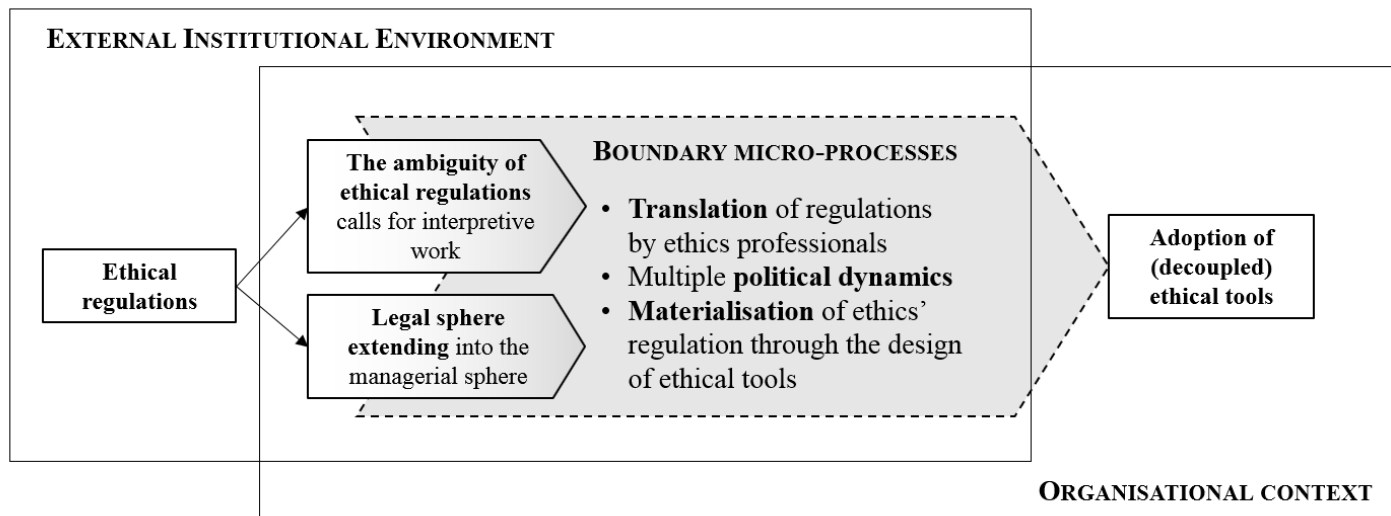 EXTERNAL INSTITUTIONAL ENVIRONMENT
Ethical
regulations
The ambiguity of
ethical regulations
calls for interpretive
work
Legal sphere
extending into the
managerial sphere
BOUNDARY MICRO-PROCESSES
• Translation of regulations
by ethics professionals
• Multiple political dynamics
• Materialisation of ethics’
regulation through the design
of ethical tools
Adoption of
(decoupled)
ethical tools
ORGANISATIONAL CONTEXT